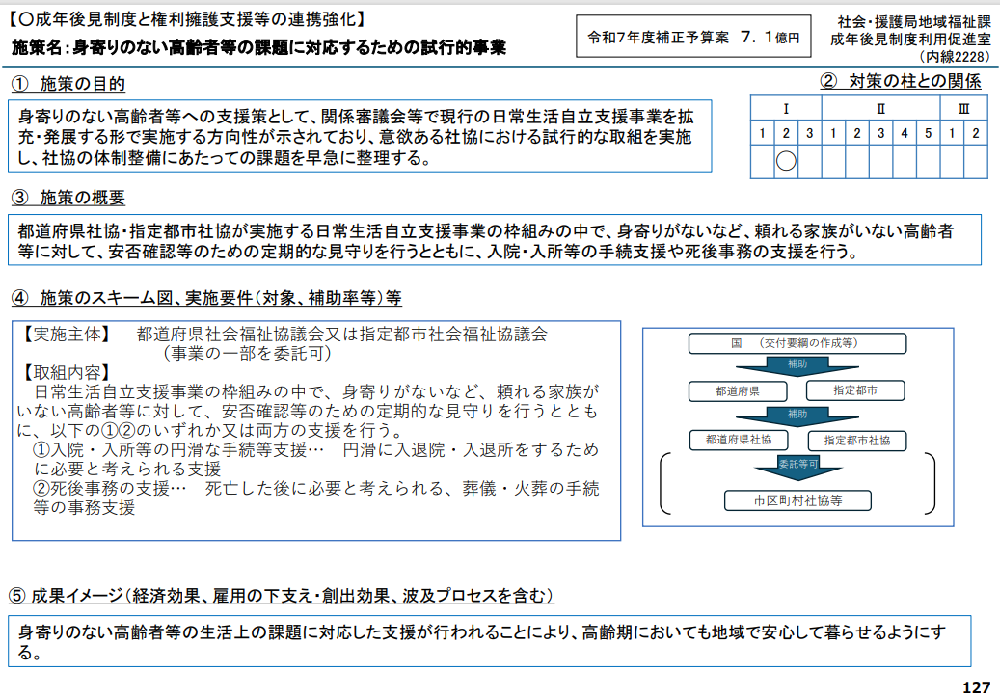 【〇成年後見制度と権利擁護支援等の連携強化】
施策名：身寄りのない高齢者等の課題に対応するための試行的事業
令和７年度補正予算案　７．１億円
社会・援護局地域福祉課
成年後見制度利用促進室
（内線2228）
①　施策の目的
身寄りのない高齢者等への支援策として、関係審議会等で現行の日常生活自立支援事業を拡
充・発展する形で実施する方向性が示されており、意欲ある社協における試行的な取組を実施
し、社協の体制整備にあたっての課題を早急に整理する。
②　対策の柱との関係
Ⅰ Ⅱ Ⅲ
1 2 3 1 2 3 4 5 1 2
〇
③　施策の概要
都道府県社協・指定都市社協が実施する日常生活自立支援事業の枠組みの中で、身寄りがないなど、頼れる家族がいない高齢者
等に対して、安否確認等のための定期的な見守りを行うとともに、入院・入所等の手続支援や死後事務の支援を行う。
④　施策のスキーム図、実施要件（対象、補助率等）等
【実施主体】　都道府県社会福祉協議会又は指定都市社会福祉協議会
（事業の一部を委託可）
【取組内容】
日常生活自立支援事業の枠組みの中で、身寄りがないなど、頼れる家族が
いない高齢者等に対して、安否確認等のための定期的な見守りを行うととも
に、以下の①②のいずれか又は両方の支援を行う。
①入院・入所等の円滑な手続等支援…　円滑に入退院・入退所をするため
に必要と考えられる支援
②死後事務の支援…　死亡した後に必要と考えられる、葬儀・火葬の手続
等の事務支援
国　（交付要綱の作成等）
補助
都道府県
指定都市
補助
都道府県社協
指定都市社協
委託等可
市区町村社協等
⑤ 成果イメージ（経済効果、雇用の下支え・創出効果、波及プロセスを含む）
身寄りのない高齢者等の生活上の課題に対応した支援が行われることにより、高齢期においても地域で安心して暮らせるようにす
る。
127